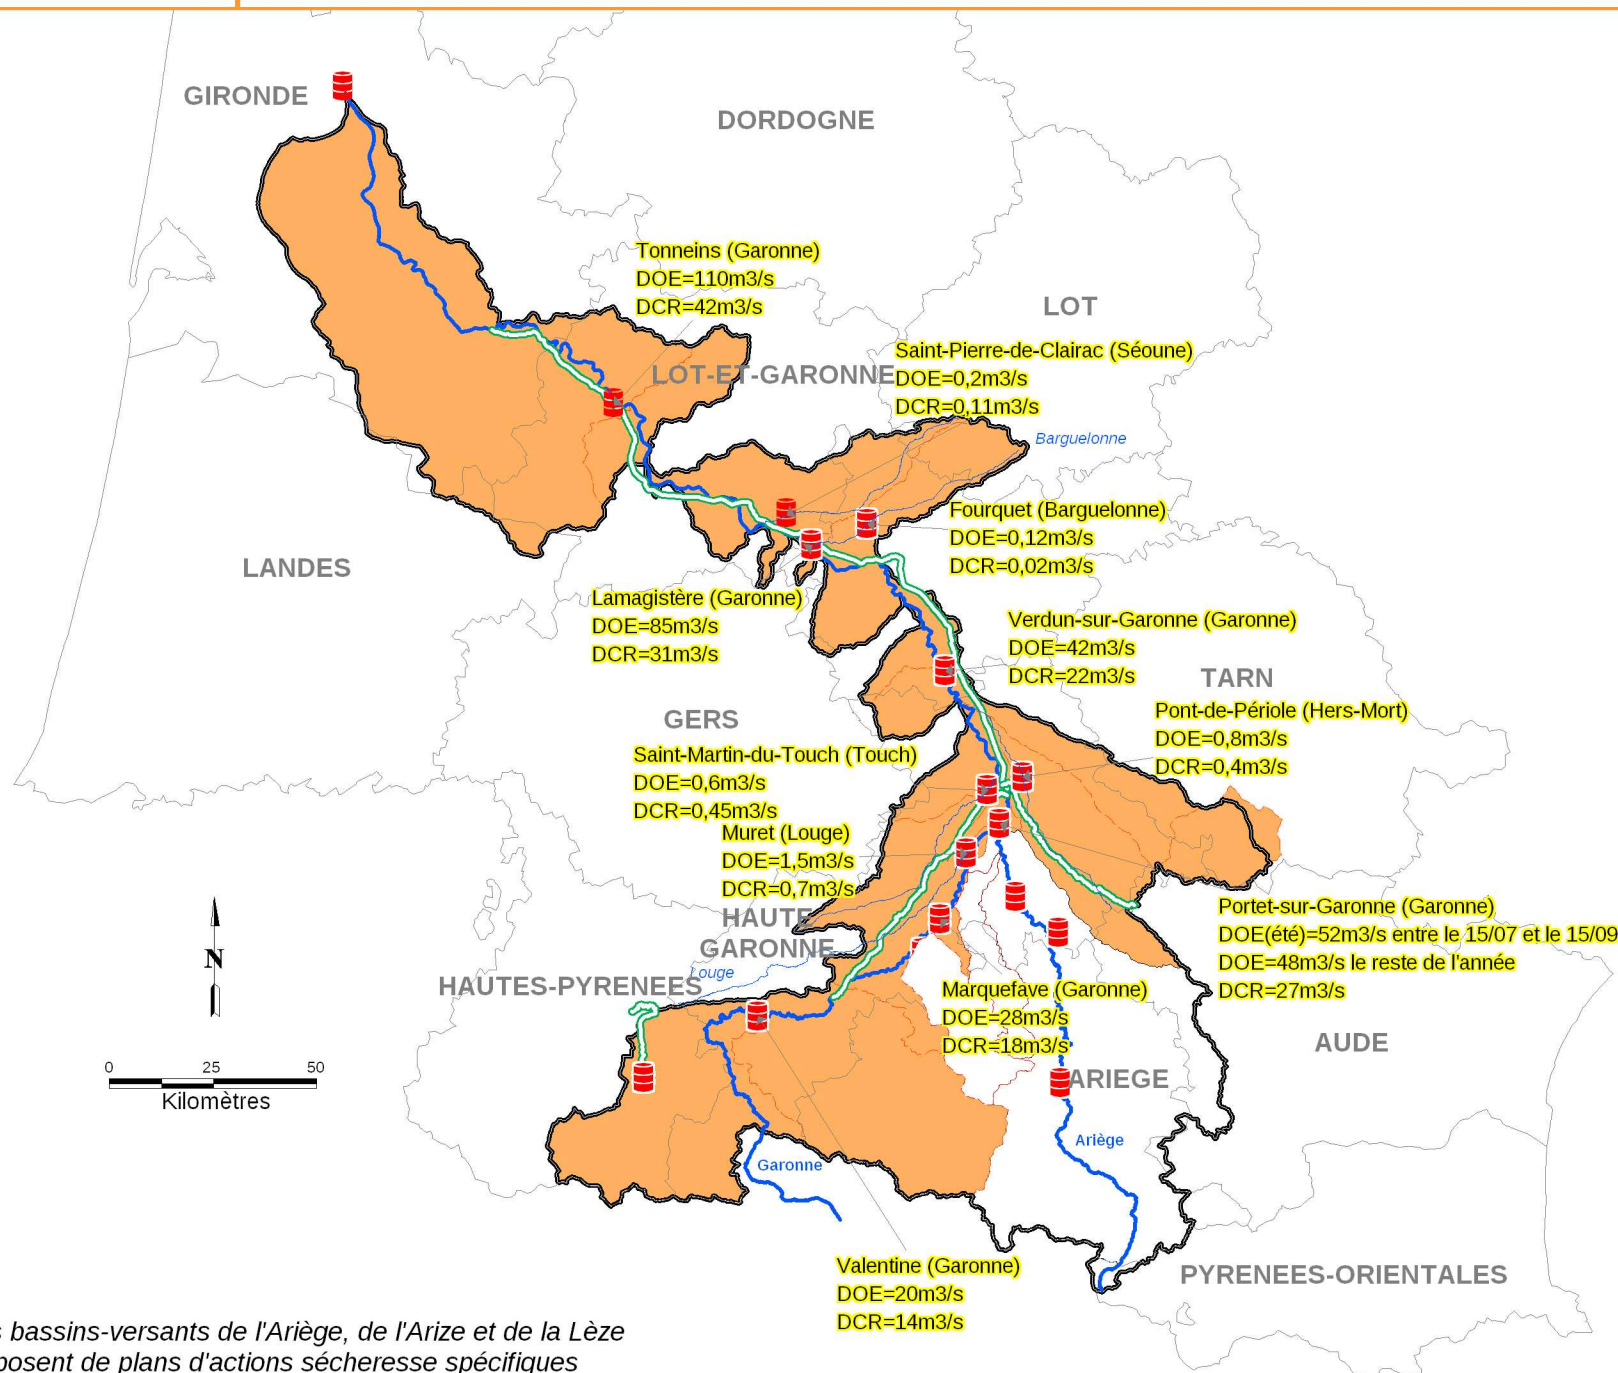 GIRONDE
DORDOGNE
Tonneins (Garonne)
DOE=110m3/s
DCR=42m3/s
LOT
LOT-ET-GARONNE
Saint-Pierre-de-Clairac (Séoune)
DOE=0,2m3/s
DCR=0,11m3/s
Barguelonne
Fourquet (Barguelonne)
DOE=0,12m3/s
DCR=0,02m3/s
LANDES
Lamagistère (Garonne)
DOE=85m3/s
DCR=31m3/s
Verdun-sur-Garonne (Garonne)
DOE=42m3/s
DCR=22m3/s
TARN
GERS
Pont-de-Périole (Hers-Mort)
DOE=0,8m3/s
DCR=0,4m3/s
Saint-Martin-du-Touch (Touch)
DOE=0,6m3/s
DCR=0,45m3/s
Muret (Louge)
DOE=1,5m3/s
DCR=0,7m3/s
HAUTE
GARONNE
Portet-sur-Garonne (Garonne)
DOE(été)=52m3/s entre le 15/07 et le 15/09
DOE=48m3/s le reste de l'année
DCR=27m3/s
N
Louge
HAUTES-PYRENEES
Marquefave (Garonne)
DOE=28m3/s
DCR=18m3/s
AUDE
0 25 50
Kilomètres
ARIEGE
Ariège
Garonne
Valentine (Garonne)
DOE=20m3/s
DCR=14m3/s
PYRENEES-ORIENTALES
bassins-versants de l'Ariège, de l'Arize et de la Lèze
posent de plans d'actions sécheresse spécifiques